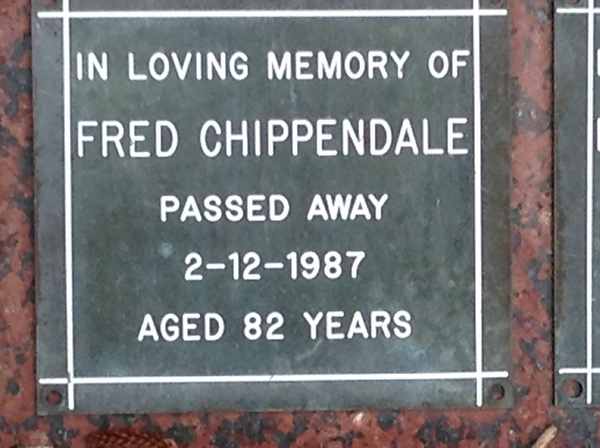 IN LOVING MEMORY OF
FRED CHIPPENDALE
PASSED AWAY
2-12-1987
AGED 82 YEARS